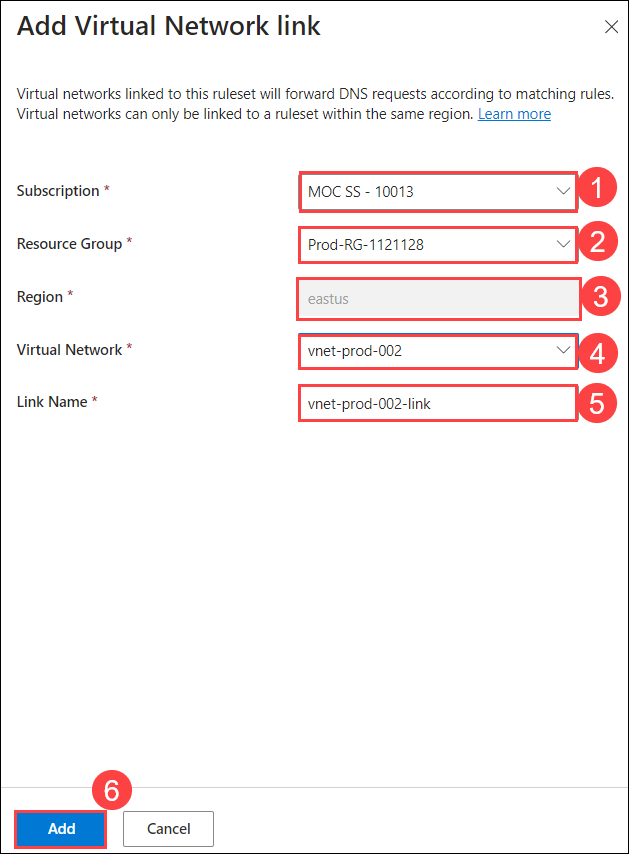 Add Virtual Network link
Virtual networks linked to this ruleset will forward DNS requests according to matching rules.
Virtual networks can only be linked to a ruleset within the same region. Learn more
Subscription * MOC SS - 10013 1
Resource Group * Prod-RG-1121128 2
Region * eastus 3
Virtual Network * vnet-prod-002 4
Link Name * vnet-prod-002-link 5
6
Add Cancel